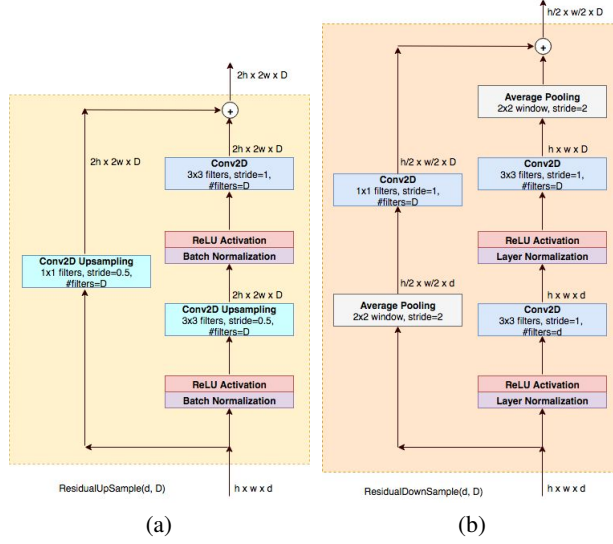 2h x 2w x D
+
2h x 2w x D
2h x 2w x D
Conv2D
3x3 filters, stride=1,
#filters=D
ReLU Activation
Batch Normalization
Conv2D Upsampling
1x1 filters, stride=0.5,
#filters=D
2h x 2w x D
Conv2D Upsampling
3x3 filters, stride=0.5,
#filters=D
ReLU Activation
Batch Normalization
ResidualUpSample(d, D)
h x w x d
(a)
h/2 x w/2 x D
+
Average Pooling
2x2 window, stride=2
h/2 x w/2 x D
h x w x D
Conv2D
1x1 filters, stride=1,
#filters=D
Conv2D
3x3 filters, stride=1,
#filters=D
ReLU Activation
Layer Normalization
h/2 x w/2 x d
h x w x d
Average Pooling
2x2 window, stride=2
Conv2D
3x3 filters, stride=1,
#filters=d
ReLU Activation
Layer Normalization
ResidualDownSample(d, D)
h x w x d
(b)